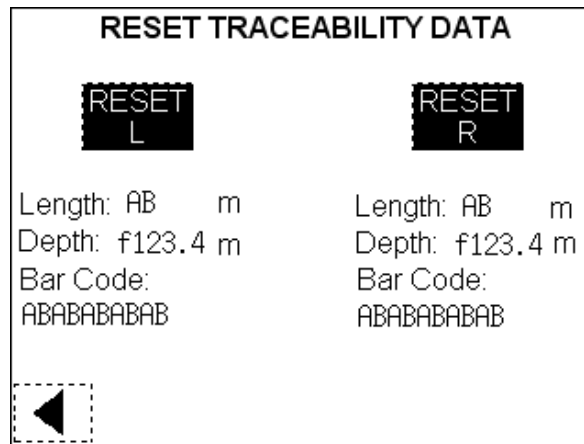 RESET TRACEABILITY DATA
RESET
L
Length: AB m
Depth: f123.4 m
Bar Code:
ABABABABAB
RESET
R
Length: AB m
Depth: f123.4 m
Bar Code:
ABABABABAB